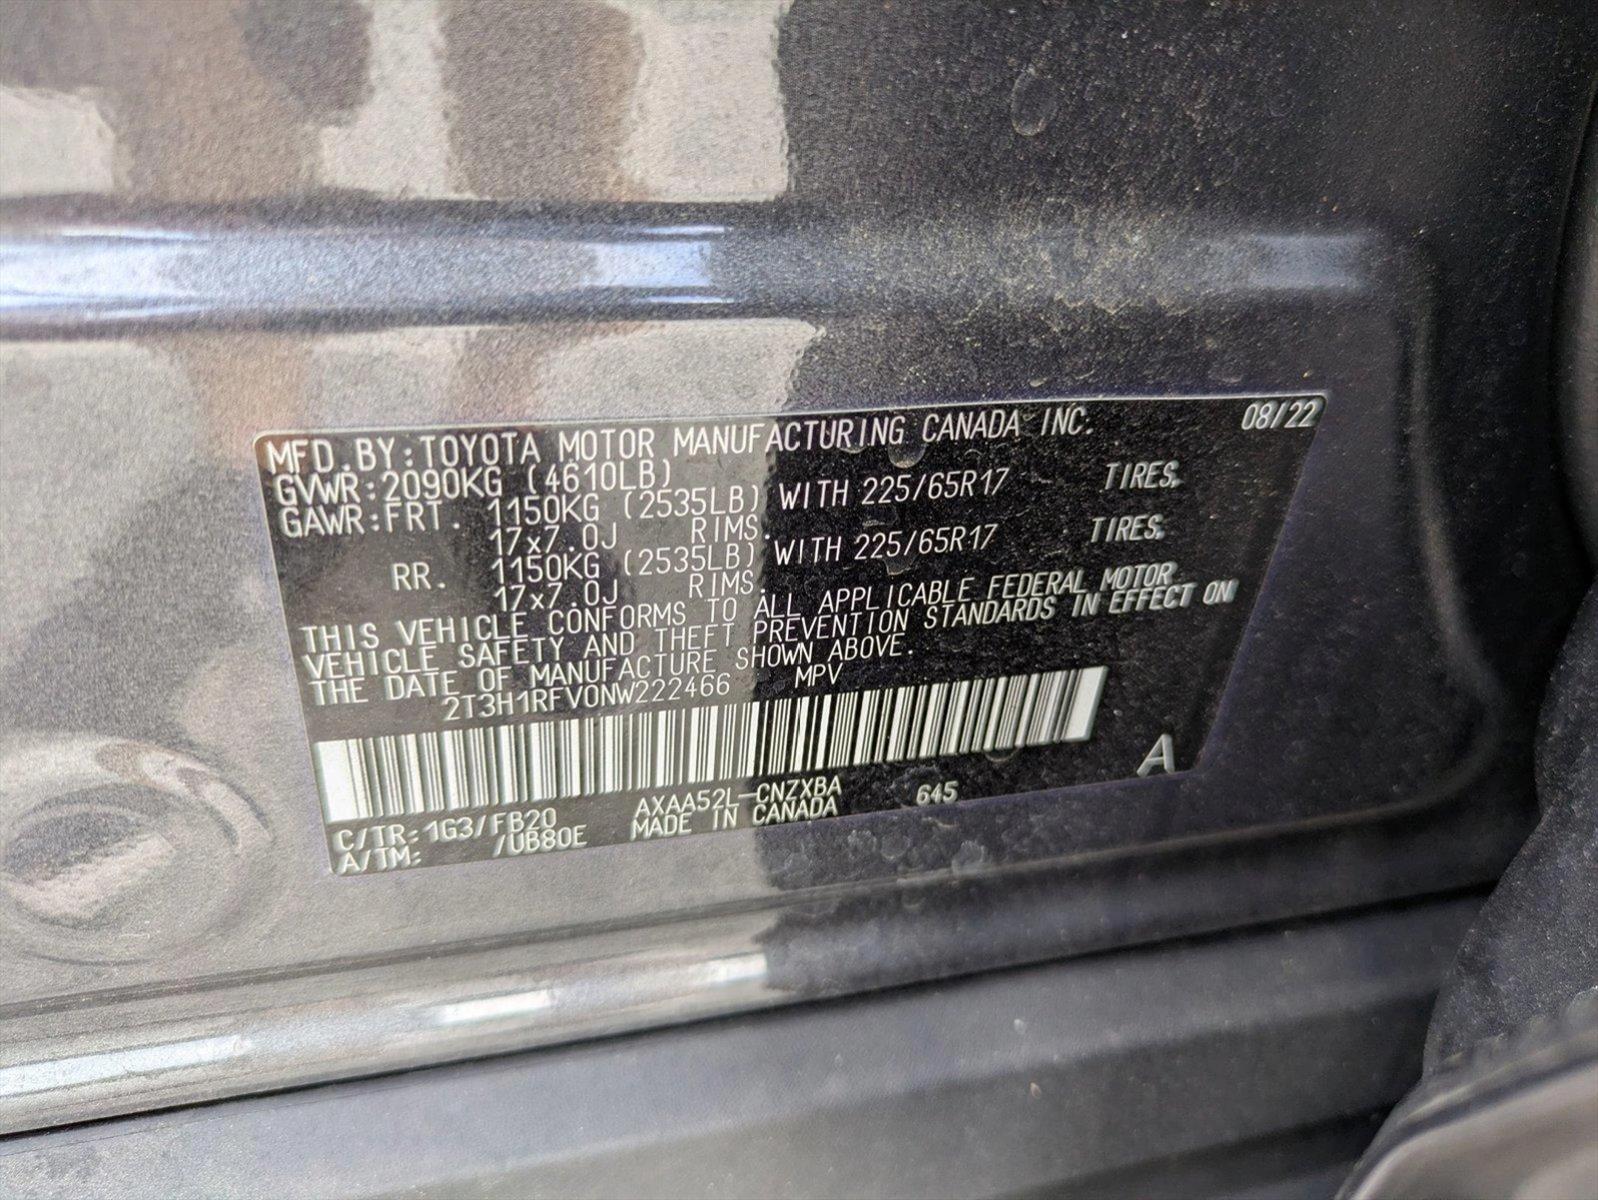 MFD.BY:TOYOTA MOTOR MANUFACTURING CANADA INC. 08/22
GVWR:2090KG (4610LB)
GAWR:FRT. 1150KG (2535LB) WITH 225/65R17 TIRES.
17x7.0J RIMS.
RR. 1150KG (2535LB) WITH 225/65R17 TIRES.
17x7.0J RIMS.
THIS VEHICLE CONFORMS TO ALL APPLICABLE FEDERAL MOTOR
VEHICLE SAFETY AND THEFT PREVENTION STANDARDS IN EFFECT ON
THE DATE OF MANUFACTURE SHOWN ABOVE.
2T3H1RFV0NW222466 MPV
A
C/TR:1G3/FB20 AXAA52L-CNZXBA 645
A/TM: /UB80E MADE IN CANADA